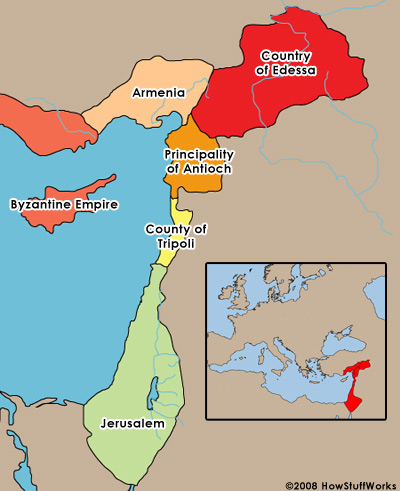 Country
of Edessa
Armenia
Principality
of Antioch
Byzantine Empire
County of
Tripoli
Jerusalem
©2008 HowStuffWorks